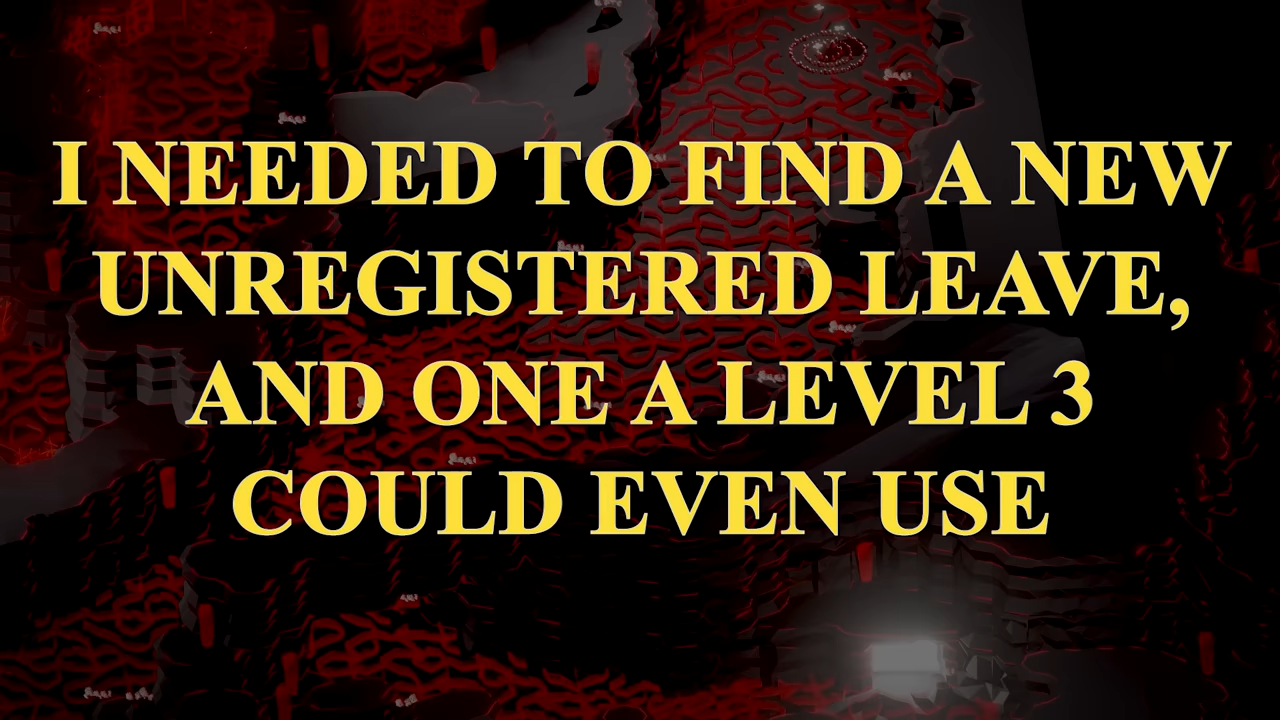 I NEEDED TO FIND A NEW
UNREGISTERED LEAVE,
AND ONE A LEVEL 3
COULD EVEN USE